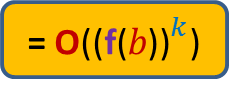 = O((f(b))^k )